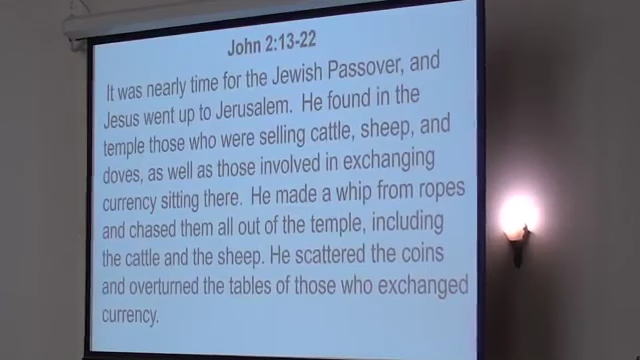 John 2:13-22
It was nearly time for the Jewish Passover, and
Jesus went up to Jerusalem. He found in the
temple those who were selling cattle, sheep, and
doves, as well as those involved in exchanging
currency sitting there. He made a whip from ropes
and chased them all out of the temple, including
the cattle and the sheep. He scattered the coins
and overturned the tables of those who exchanged
currency.